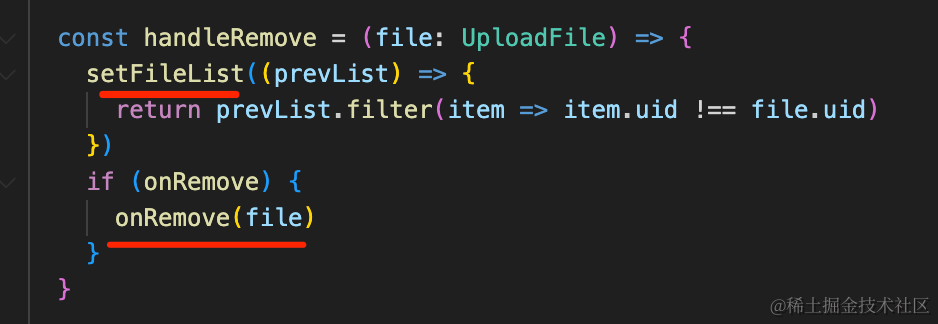 const handleRemove = (file: UploadFile) => {
  setFileList((prevList) => {
    return prevList.filter(item => item.uid !== file.uid)
  })
  if (onRemove) {
    onRemove(file)
  }
}
@稀土掘金技术社区